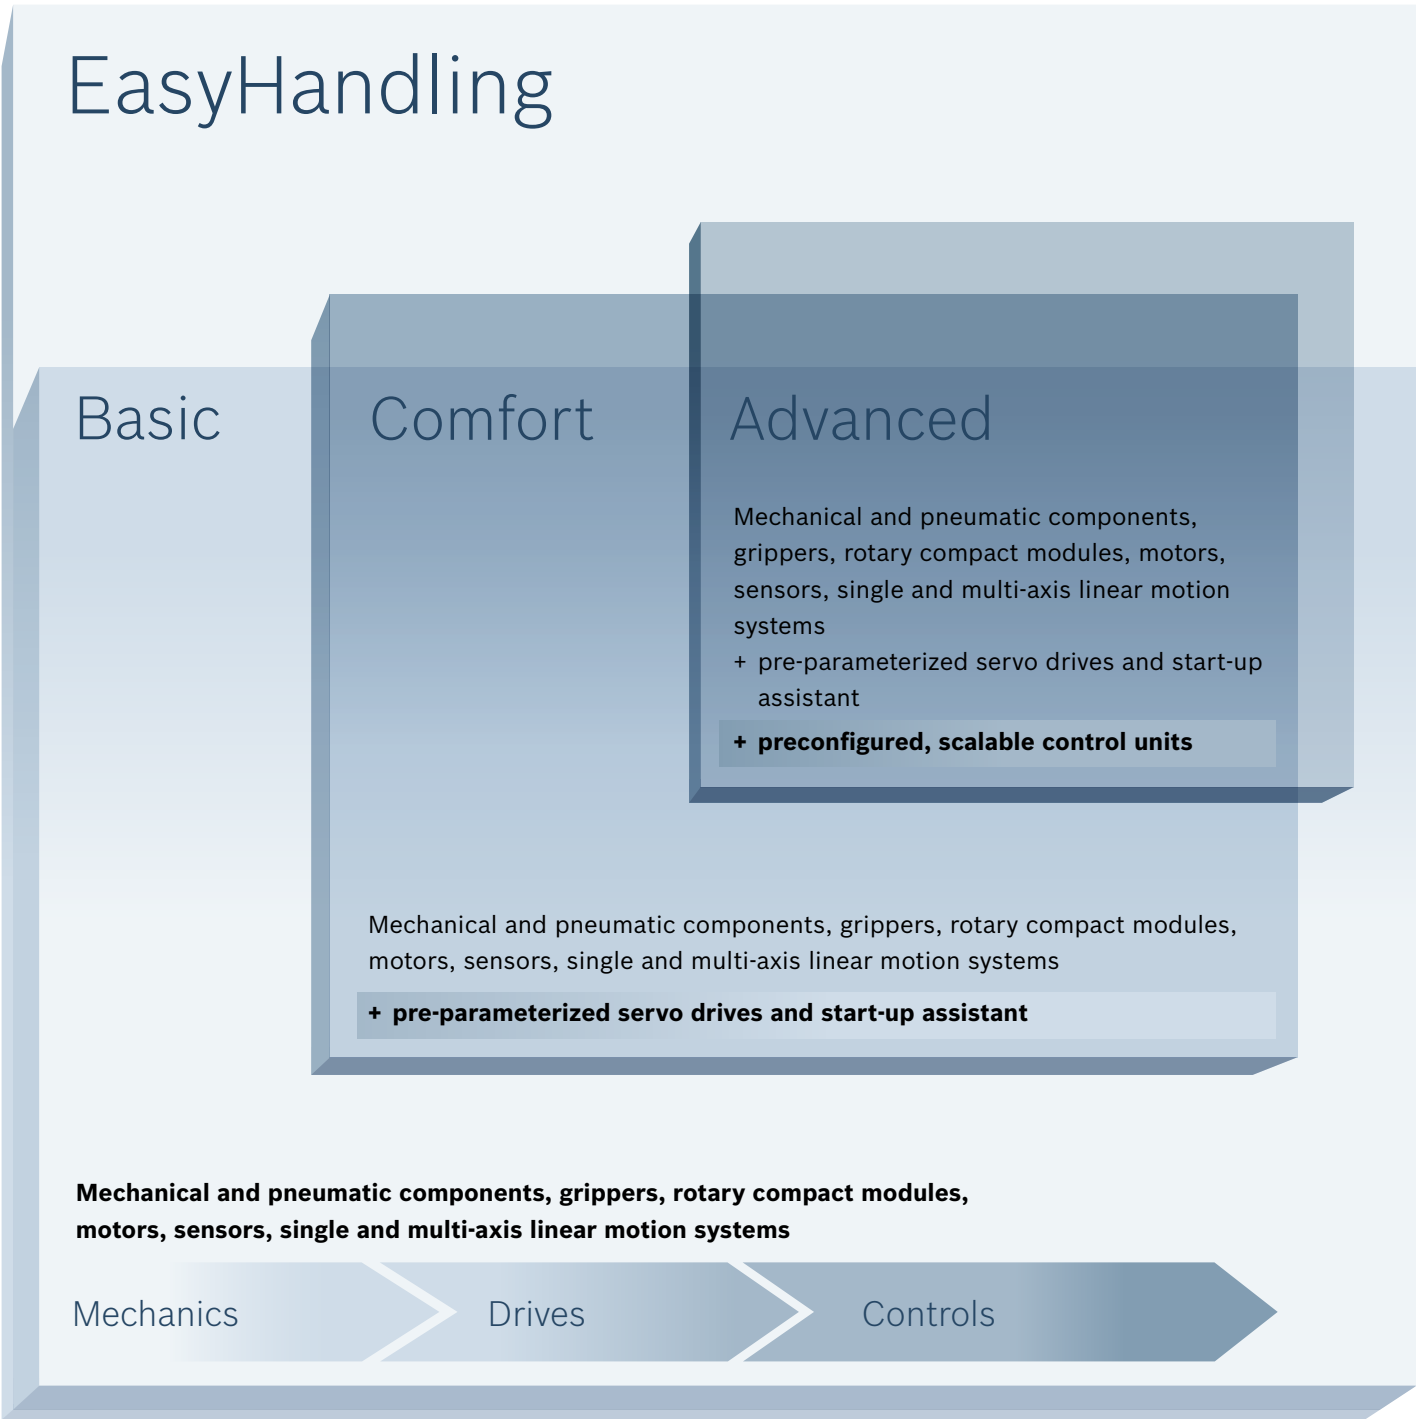 EasyHandling
Basic
Comfort
Advanced
Mechanical and pneumatic components,
grippers, rotary compact modules, motors,
sensors, single and multi-axis linear motion
systems
+ pre-parameterized servo drives and start-up
assistant
+ preconfigured, scalable control units
Mechanical and pneumatic components, grippers, rotary compact modules,
motors, sensors, single and multi-axis linear motion systems
+ pre-parameterized servo drives and start-up assistant
Mechanical and pneumatic components, grippers, rotary compact modules,
motors, sensors, single and multi-axis linear motion systems
Mechanics
Drives
Controls